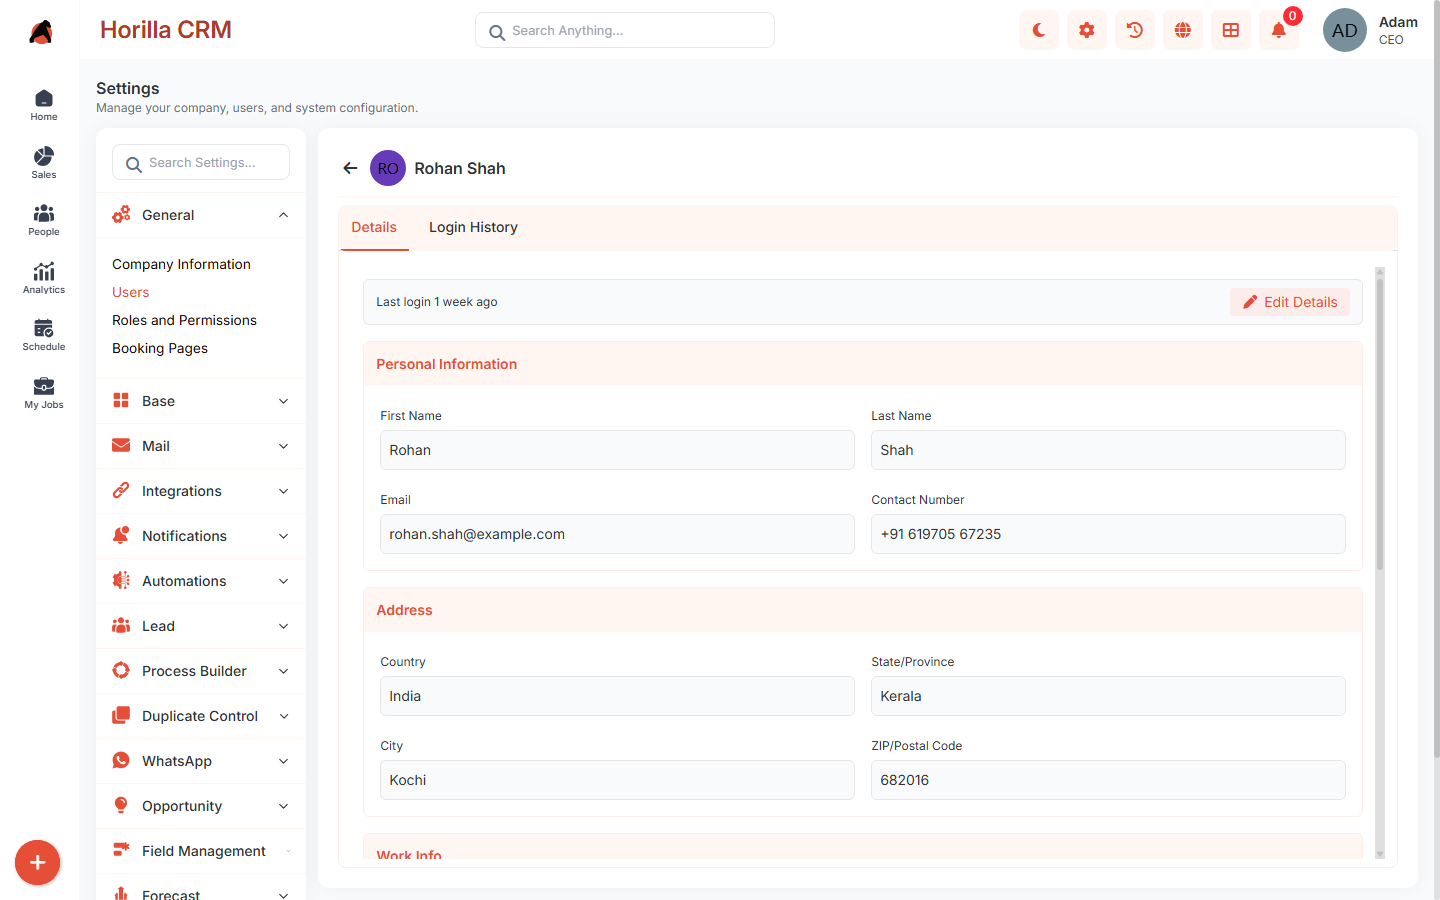 Horilla CRM
Search Anything...
0
AD
Adam
CEO
Home
Sales
People
Analytics
Schedule
My Jobs
Settings
Manage your company, users, and system configuration.
Search Settings...
General
Company Information
Users
Roles and Permissions
Booking Pages
Base
Mail
Integrations
Notifications
Automations
Lead
Process Builder
Duplicate Control
WhatsApp
Opportunity
Field Management
Forecast
RO
Rohan Shah
Details
Login History
Last login 1 week ago
Edit Details
Personal Information
First Name
Last Name
Rohan
Shah
Email
Contact Number
rohan.shah@example.com
+91 619705 67235
Address
Country
State/Province
India
Kerala
City
ZIP/Postal Code
Kochi
682016
Work Info